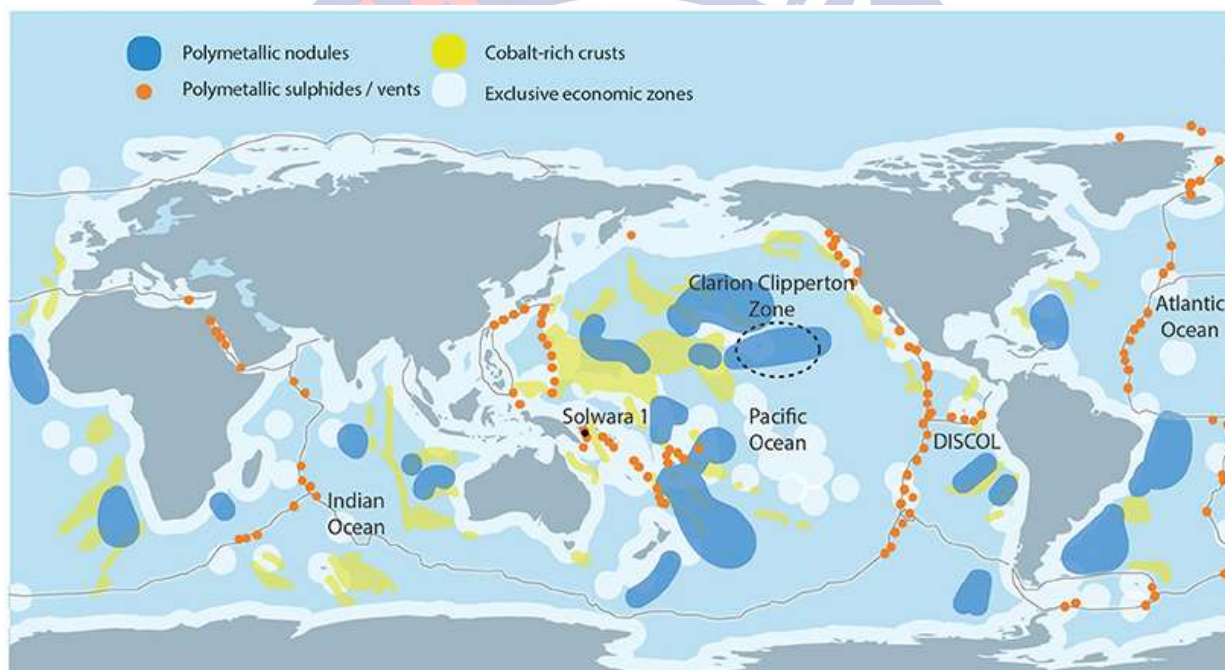 Polymetallic nodules
Cobalt-rich crusts
Polymetallic sulphides / vents
Exclusive economic zones
Clarion Clipperton
Zone
Atlantic
Ocean
Solwara 1
Pacific
Ocean
DISCOL
Indian
Ocean